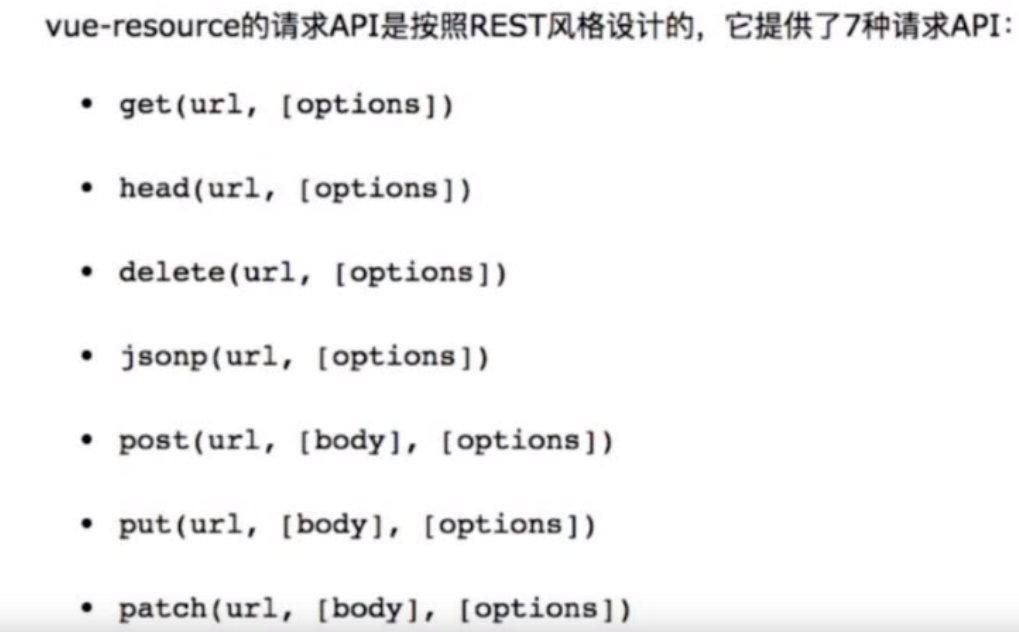 vue-resource的请求API是按照REST风格设计的，它提供了7种请求API：
• get(url, [options])
• head(url, [options])
• delete(url, [options])
• jsonp(url, [options])
• post(url, [body], [options])
• put(url, [body], [options])
• patch(url, [body], [options])